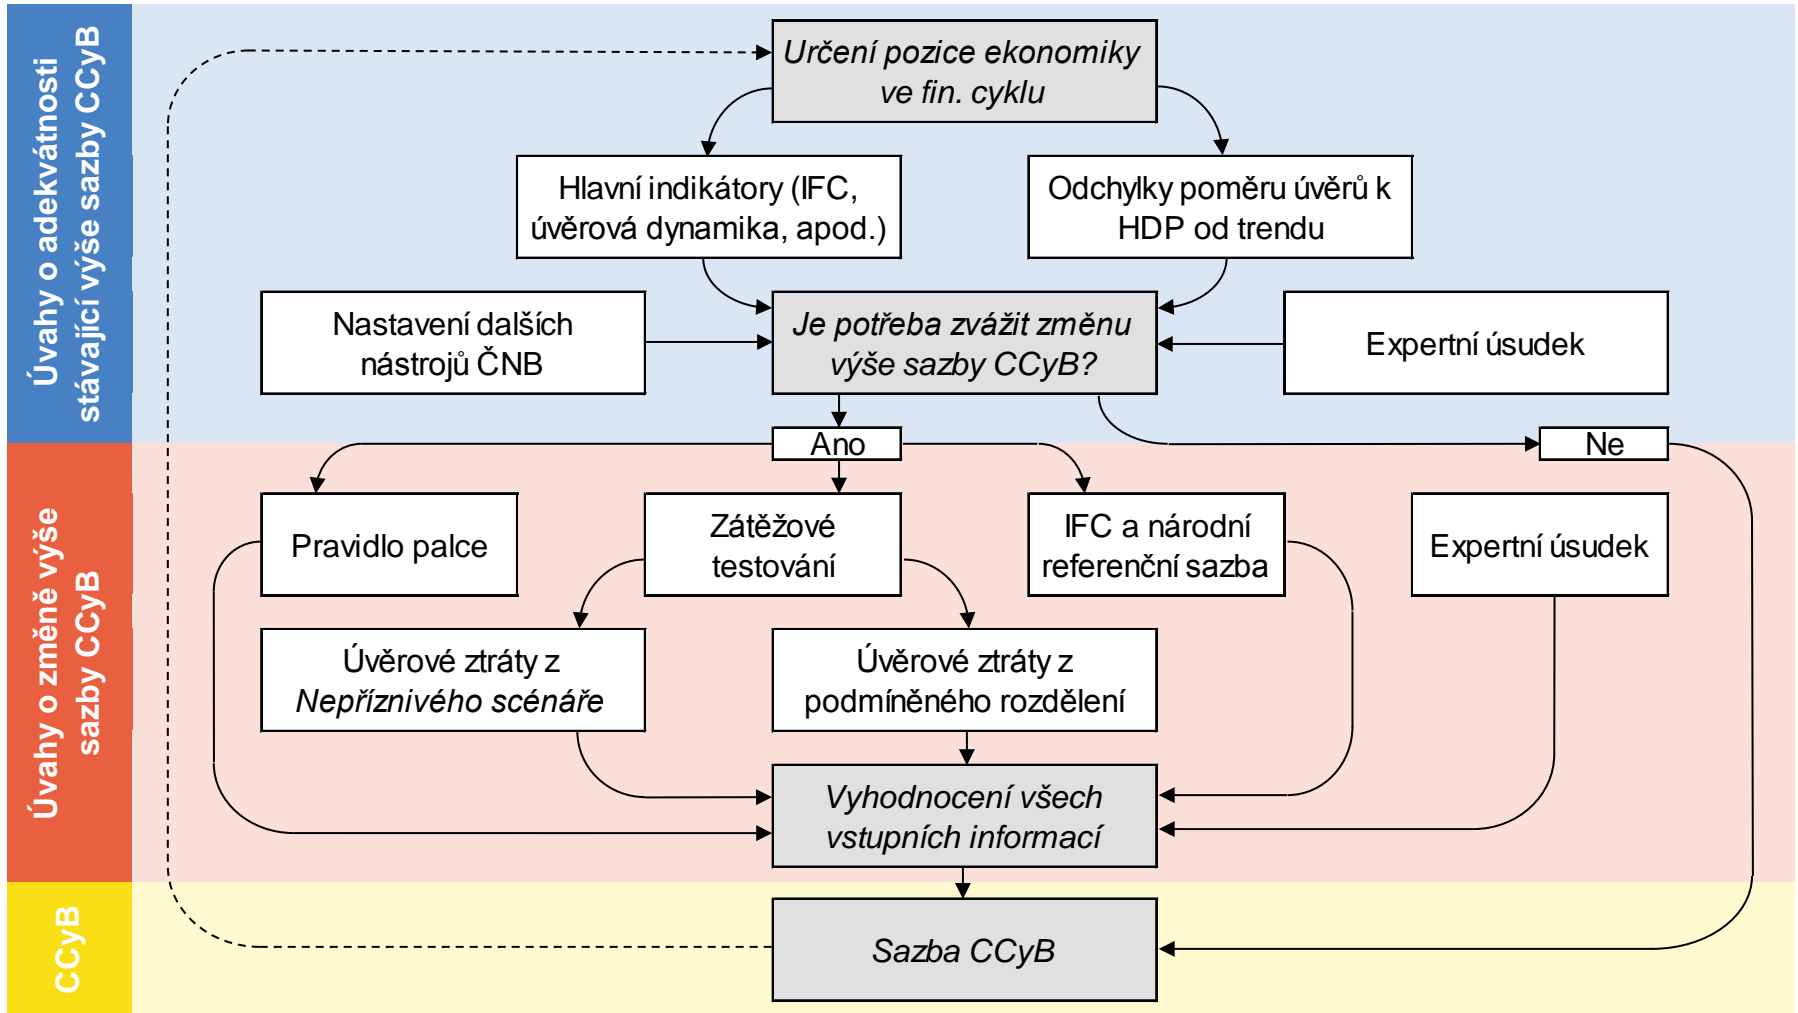 Úvahy o adekvátnosti
stávající výše sazby CCyB
Určení pozice ekonomiky
ve fin. cyklu
Hlavní indikátory (IFC,
úvěrová dynamika, apod.)
Odchylky poměru úvěrů k
HDP od trendu
Nastavení dalších
nástrojů ČNB
Je potřeba zvážit změnu
výše sazby CCyB?
Expertní úsudek
Ano
Ne
Úvahy o změně výše
sazby CCyB
Pravidlo palce
Zátěžové
testování
IFC a národní
referenční sazba
Expertní úsudek
Úvěrové ztráty z
Nepříznivého scénáře
Úvěrové ztráty z
podmíněného rozdělení
Vyhodnocení všech
vstupních informací
CCyB
Sazba CCyB